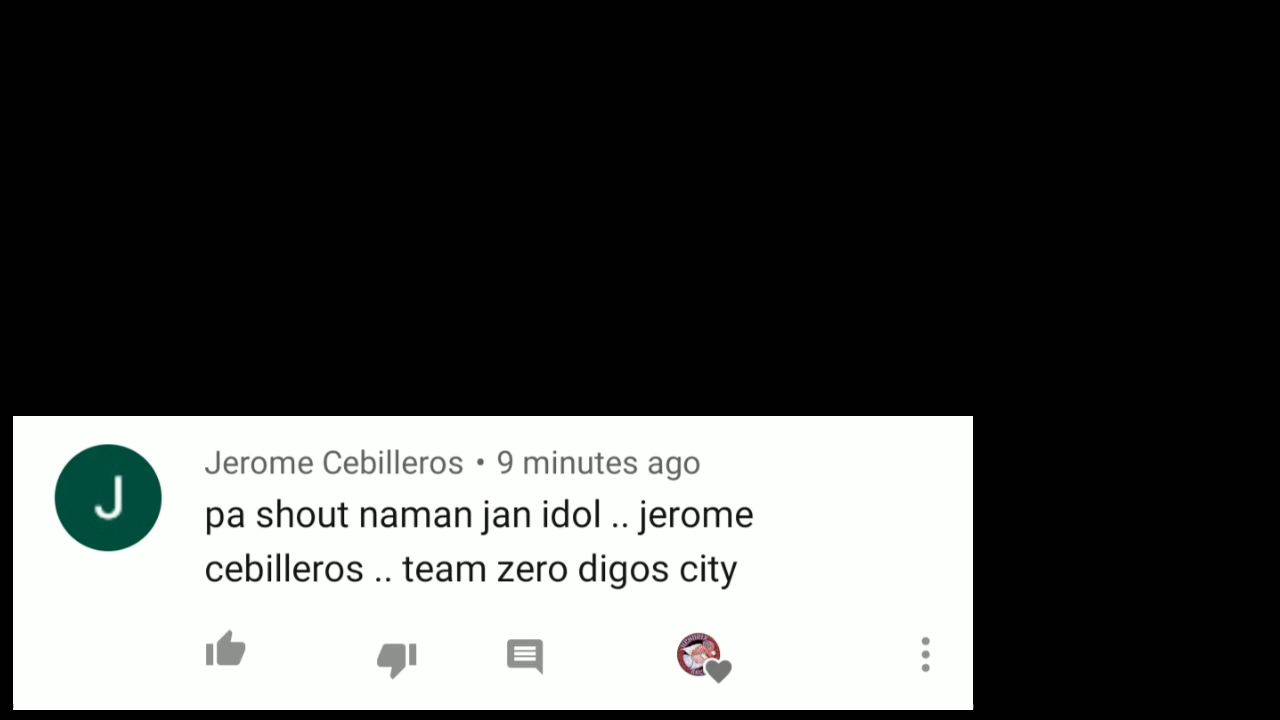 J
Jerome Cebilleros • 9 minutes ago
pa shout naman jan idol .. jerome
cebilleros .. team zero digos city